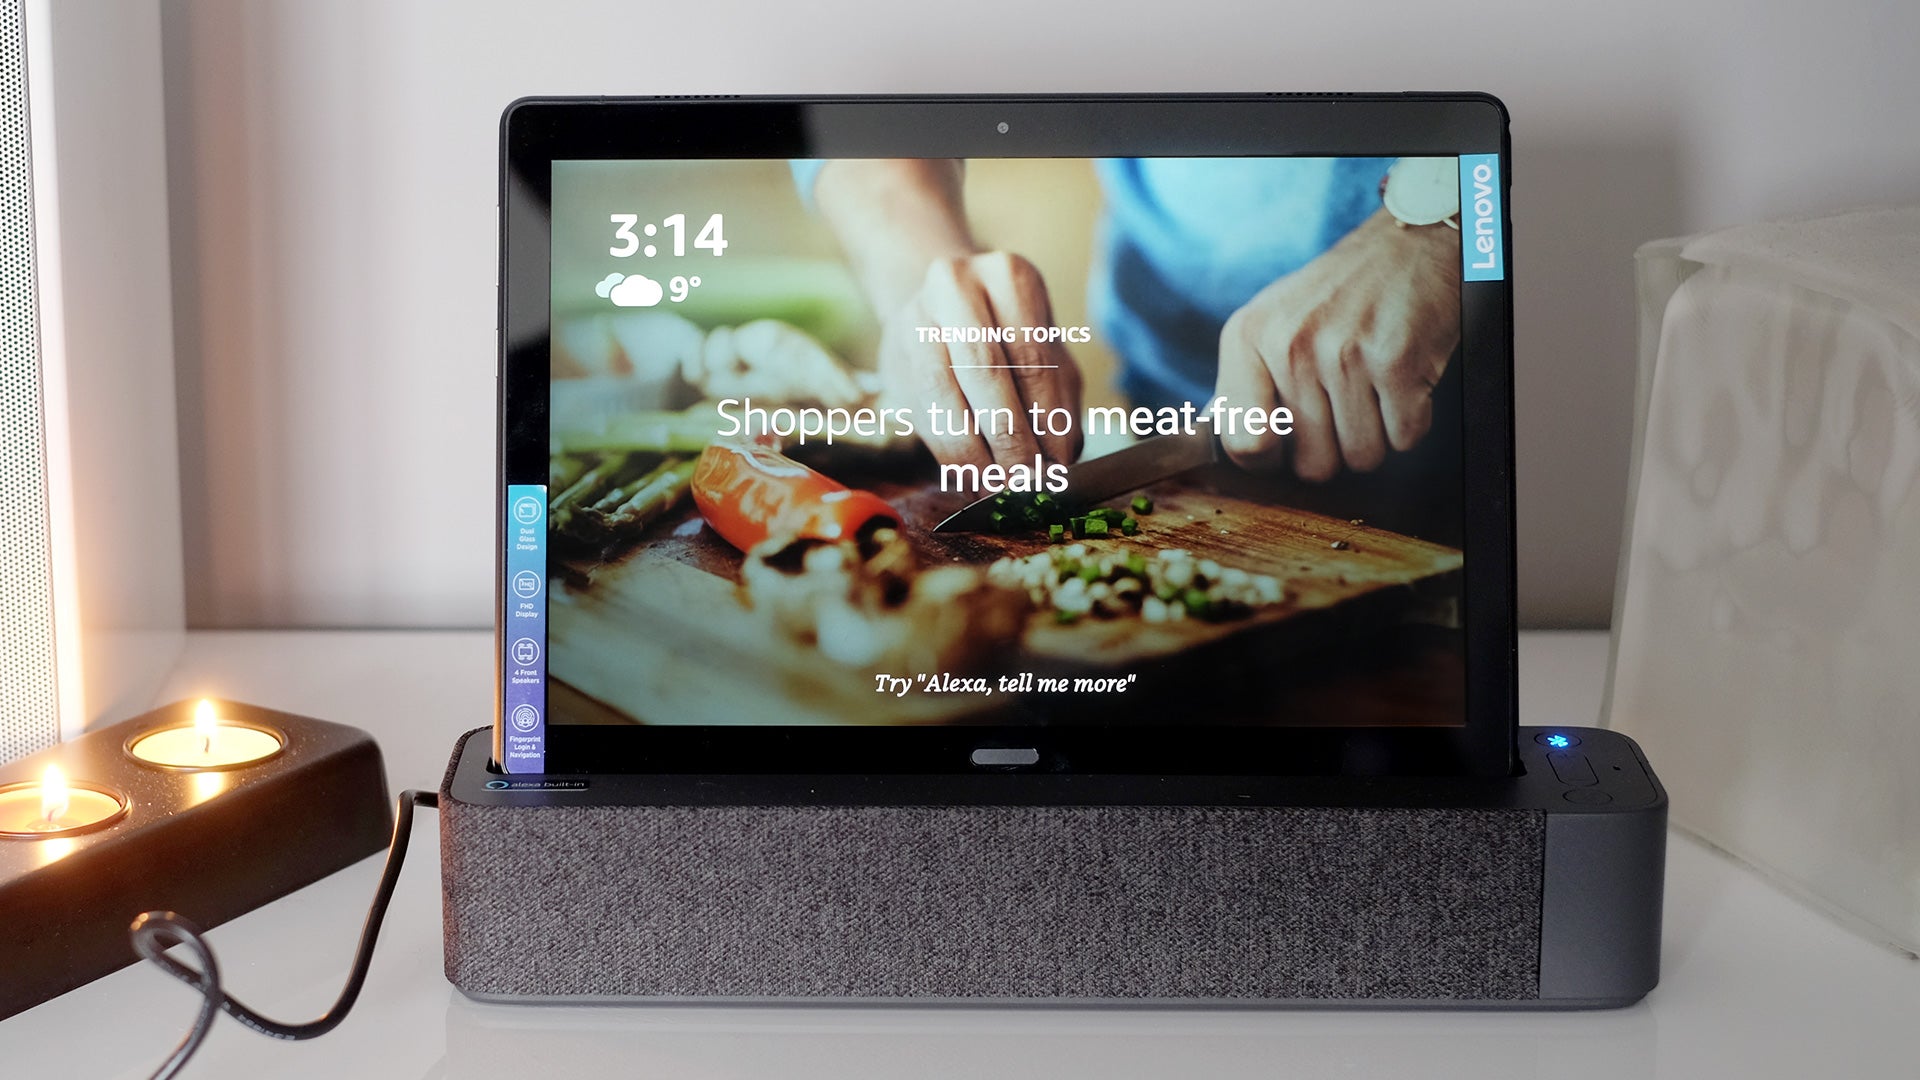 3:14
9°
TRENDING TOPICS
Shoppers turn to meat-free
meals
Try "Alexa, tell me more"
Lenovo
Dual
Glass
Design
FHD
Display
4 Front
Speakers
Fingerprint
Login &
Navigation
alexa built-in